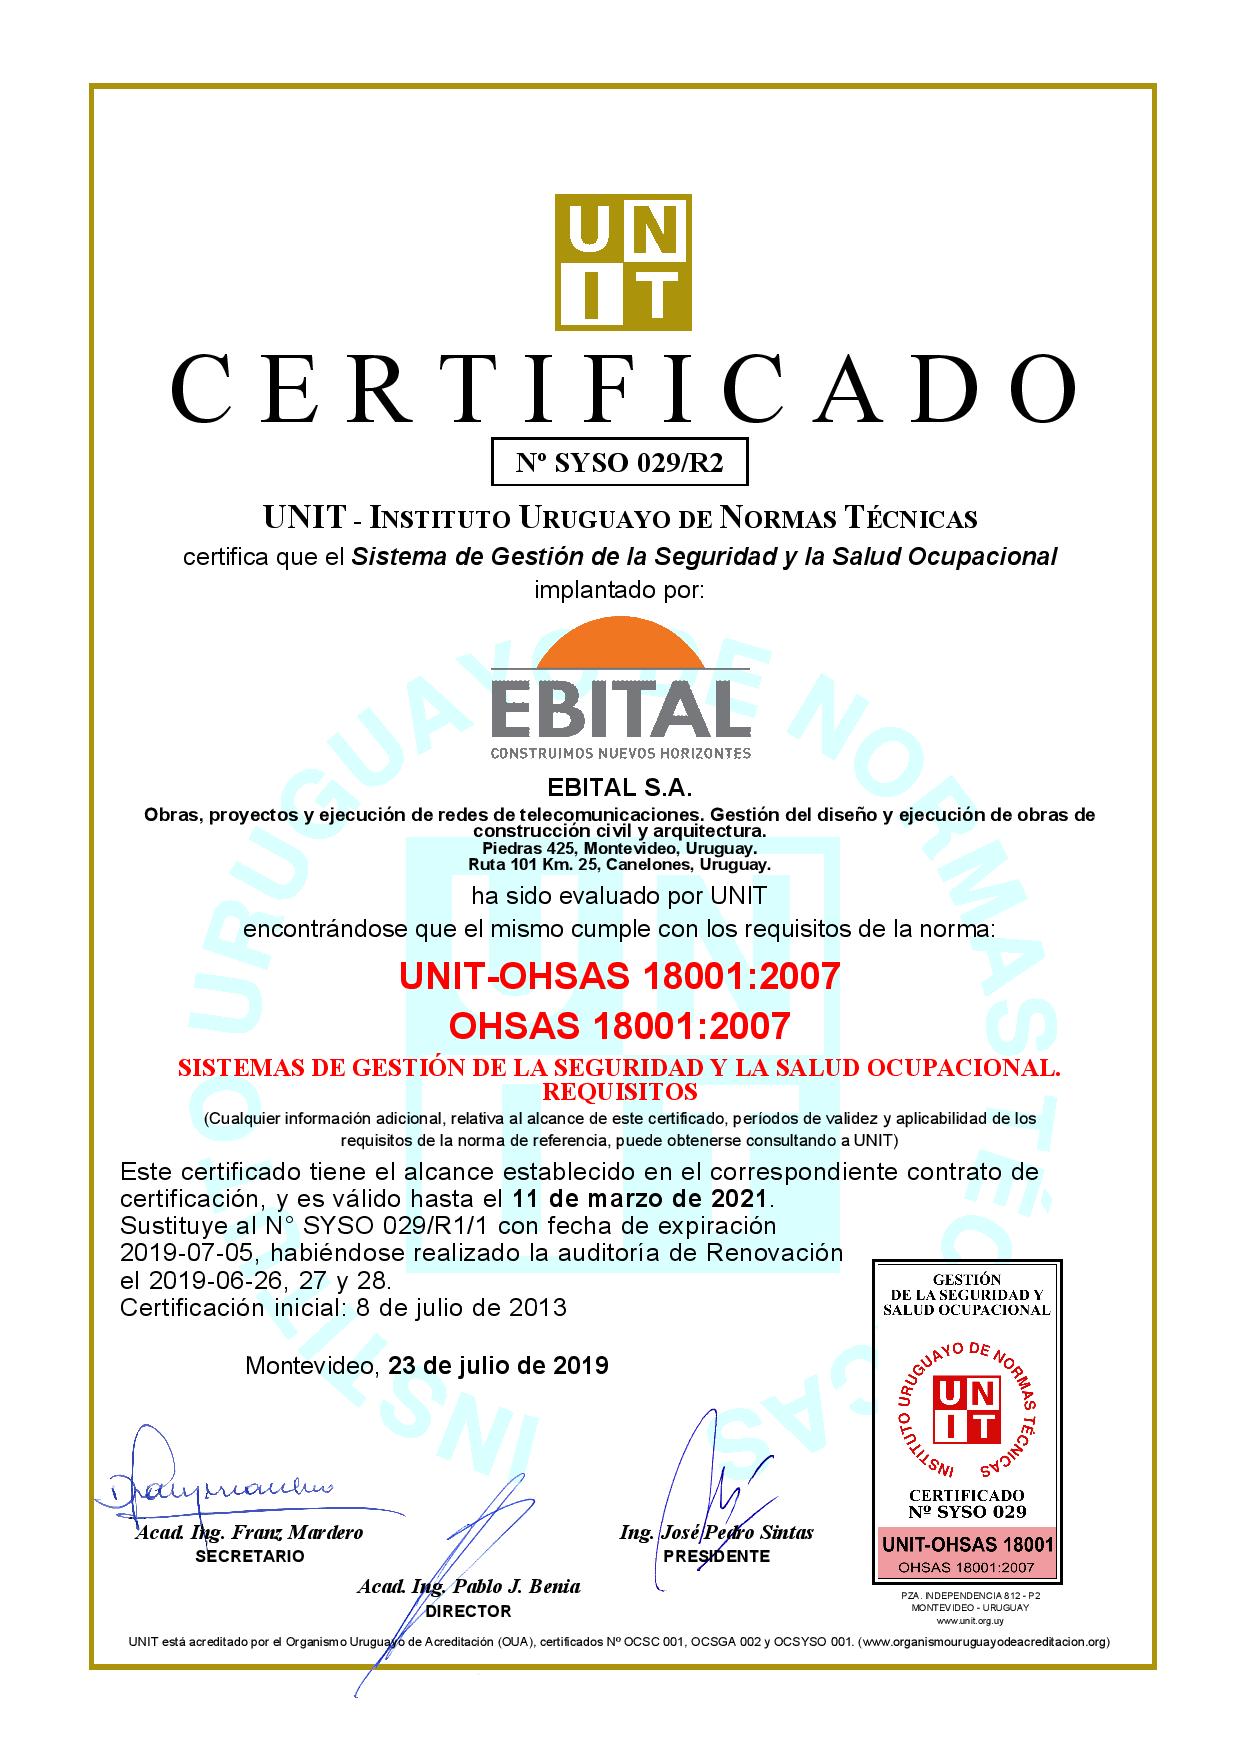 UN
IT
CERTIFICADO
Nº SYSO 029/R2
UNIT - INSTITUTO URUGUAYO DE NORMAS TÉCNICAS
certifica que el Sistema de Gestión de la Seguridad y la Salud Ocupacional
implantado por:
EBITAL
CONSTRUIMOS NUEVOS HORIZONTES
EBITAL S.A.
Obras, proyectos y ejecución de redes de telecomunicaciones. Gestión del diseño y ejecución de obras de
construcción civil y arquitectura.
Piedras 425, Montevideo, Uruguay.
Ruta 101 Km. 25, Canelones, Uruguay.
ha sido evaluado por UNIT
encontrándose que el mismo cumple con los requisitos de la norma:
UNIT-OHSAS 18001:2007
OHSAS 18001:2007
SISTEMAS DE GESTIÓN DE LA SEGURIDAD Y LA SALUD OCUPACIONAL.
REQUISITOS
(Cualquier información adicional, relativa al alcance de este certificado, períodos de validez y aplicabilidad de los
requisitos de la norma de referencia, puede obtenerse consultando a UNIT)
Este certificado tiene el alcance establecido en el correspondiente contrato de
certificación, y es válido hasta el 11 de marzo de 2021.
Sustituye al N° SYSO 029/R1/1 con fecha de expiración
2019-07-05, habiéndose realizado la auditoría de Renovación
el 2019-06-26, 27 y 28.
Certificación inicial: 8 de julio de 2013
Montevideo, 23 de julio de 2019
Acad. Ing. Franz Mardero
SECRETARIO
Ing. José Pedro Sintas
PRESIDENTE
Acad. Ing. Pablo J. Benia
DIRECTOR
GESTIÓN
DE LA SEGURIDAD Y
SALUD OCUPACIONAL
INSTITUTO URUGUAYO DE NORMAS TÉCNICAS
UN
IT
CERTIFICADO
Nº SYSO 029
UNIT-OHSAS 18001
OHSAS 18001:2007
PZA. INDEPENDENCIA 812 - P2
MONTEVIDEO - URUGUAY
www.unit.org.uy
UNIT está acreditado por el Organismo Uruguayo de Acreditación (OUA), certificados Nº OCSC 001, OCSGA 002 y OCSYSO 001. (www.organismouruguayodeacreditacion.org)
INSTITUTO URUGUAYO DE NORMAS TÉCNICAS
UN
IT